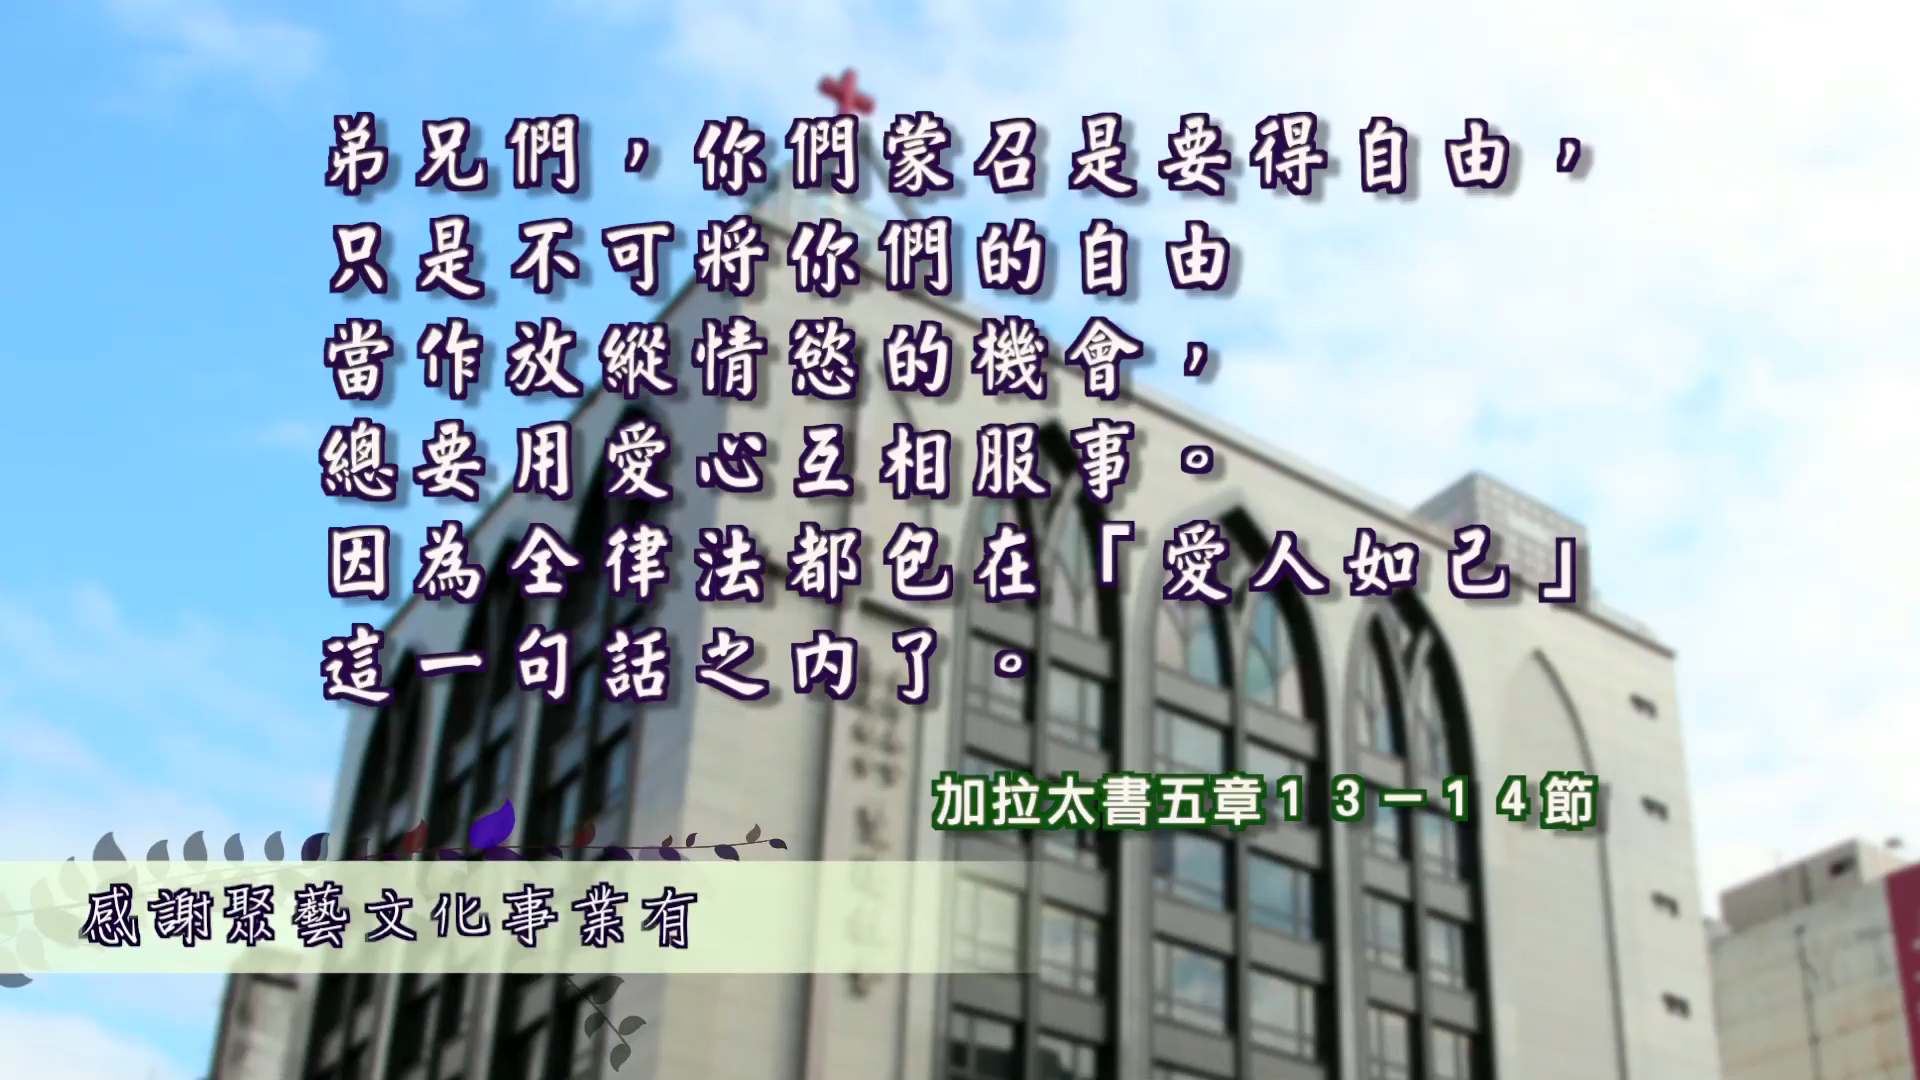 弟兄們，你們蒙召是要得自由，
只是不可將你們的自由
當作放縱情慾的機會，
總要用愛心互相服事。
因為全律法都包在「愛人如己」
這一句話之內了。
加拉太書五章１３－１４節
感謝聚藝文化事業有